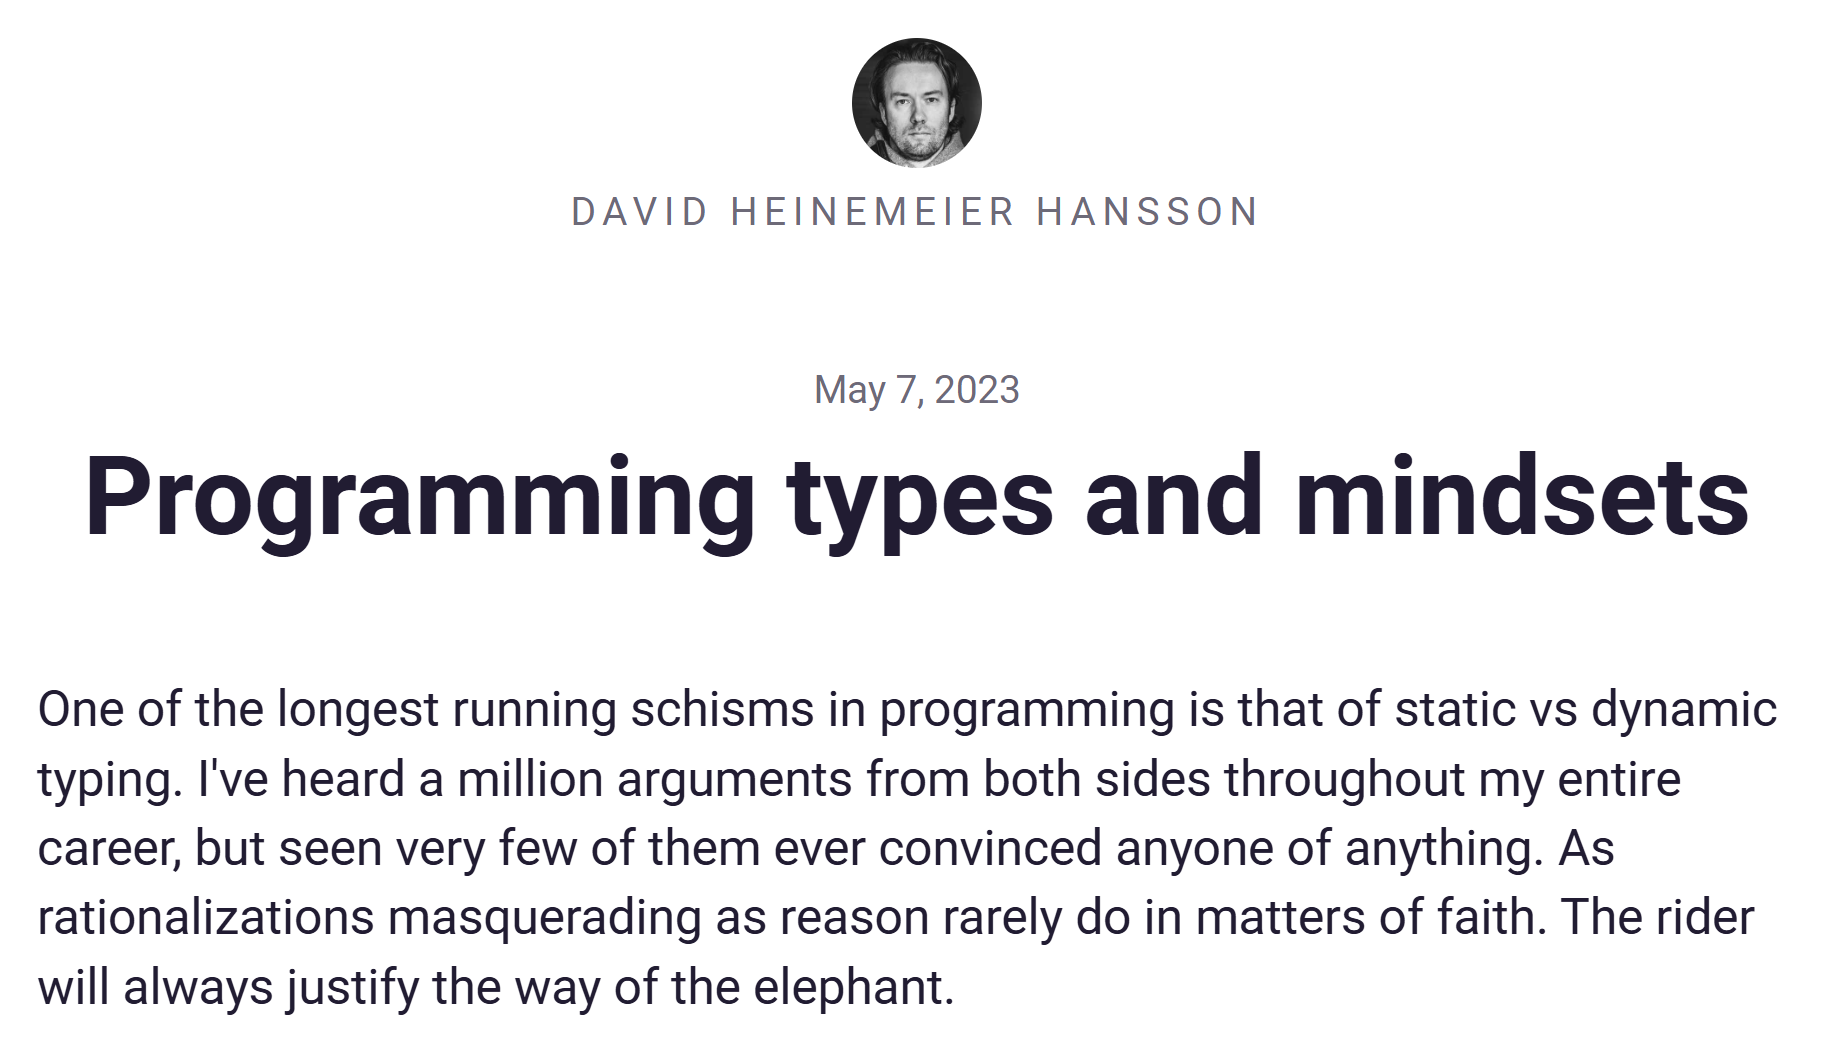 DAVID HEINEMEIER HANSSON
May 7, 2023
Programming types and mindsets
One of the longest running schisms in programming is that of static vs dynamic
typing. I've heard a million arguments from both sides throughout my entire
career, but seen very few of them ever convinced anyone of anything. As
rationalizations masquerading as reason rarely do in matters of faith. The rider
will always justify the way of the elephant.